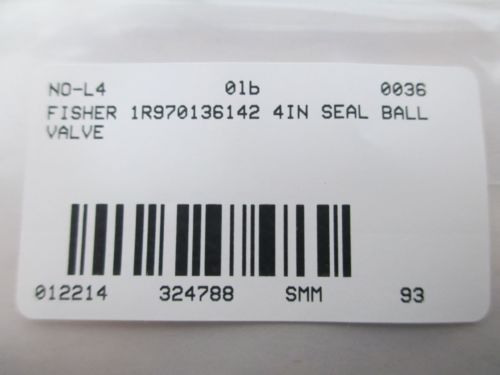 NO-L4 01b 0036
FISHER 1R970136142 4IN SEAL BALL
VALVE
012214 324788 SMM 93